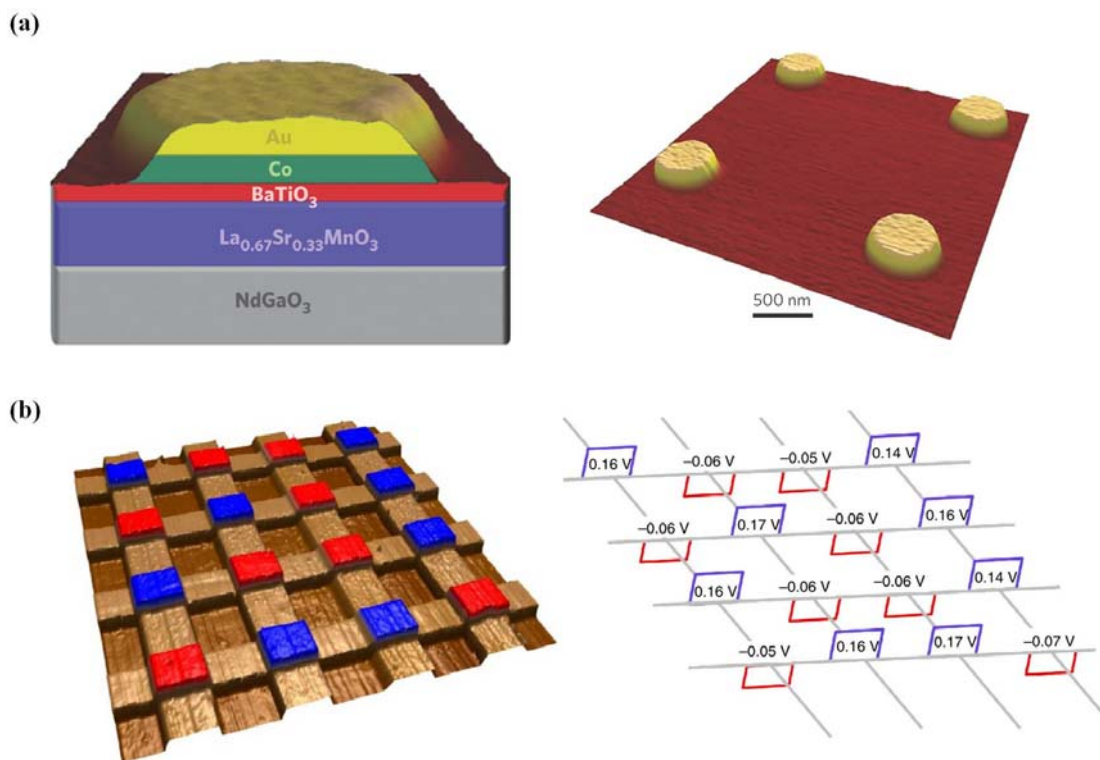 (a)
Au
Co
BaTiO₃
La₀.₆₇Sr₀.₃₃MnO₃
NdGaO₃
500 nm
(b)
0.16 V
−0.06 V
−0.05 V
0.14 V
−0.06 V
0.17 V
−0.06 V
0.16 V
0.16 V
−0.06 V
−0.06 V
0.14 V
−0.05 V
0.16 V
0.17 V
−0.07 V